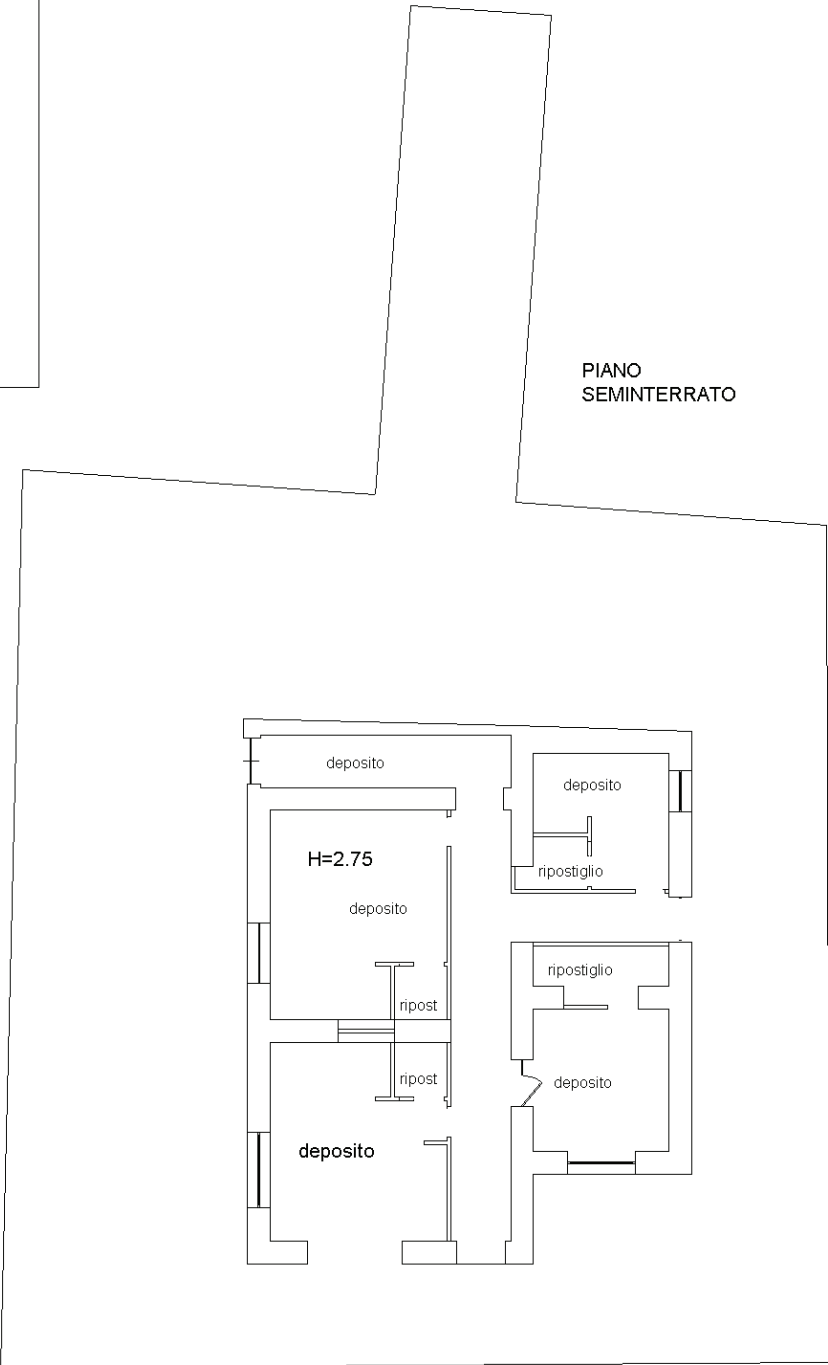 PIANO
SEMINTERRATO
deposito
deposito
H=2.75
ripostiglio
deposito
ripostiglio
ripost
ripost
deposito
deposito